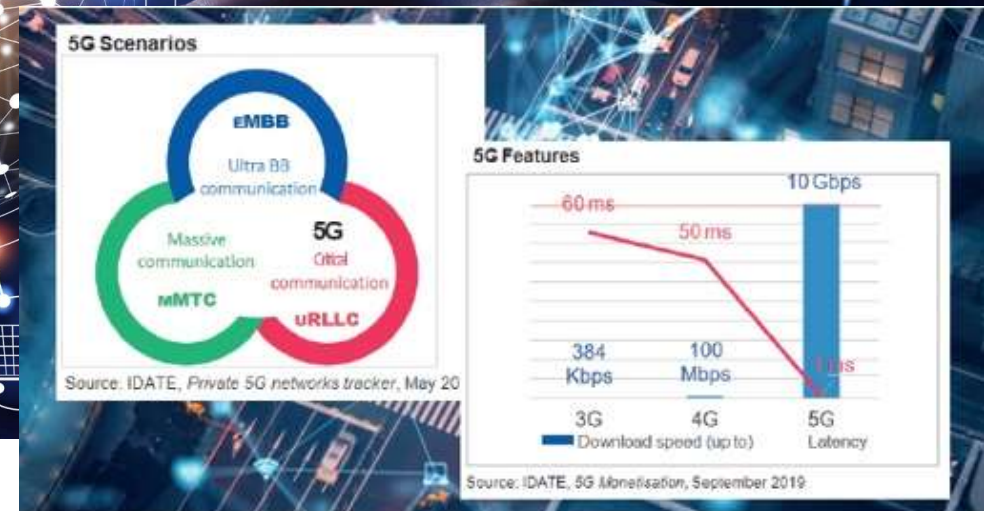 5G Scenarios
eMBB
Ultra BB
communication
Massive
communication
mMTC
5G
Critical
communication
uRLLC
Source: IDATE, Private 5G networks tracker, May 20
5G Features
10 Gbps
60 ms
50 ms
384
Kbps
100
Mbps
1 ms
3G
4G
5G
Download speed (up to)
Latency
Source: IDATE, 5G Monetisation, September 2019